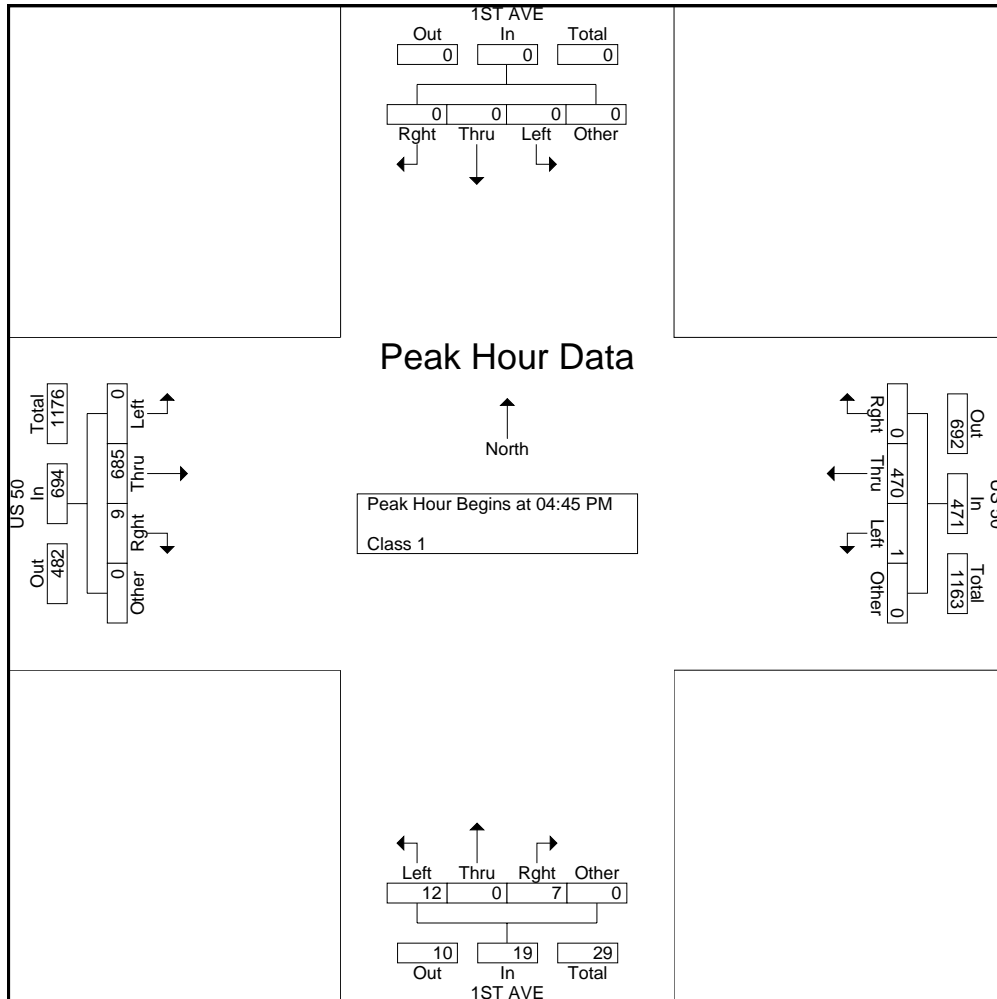 1ST AVE
Out In Total
0 0 0
0 0 0 0
Rght Thru Left Other
Peak Hour Data
North
Peak Hour Begins at 04:45 PM
Class 1
US 50
Total In Out
1176 694 482
0 685 9 0
Left Thru Rght Other
US 50
Out In Total
692 471 1163
Rght Thru Left Other
0 470 1 0
Left Thru Rght Other
12 0 7 0
10 19 29
Out In Total
1ST AVE